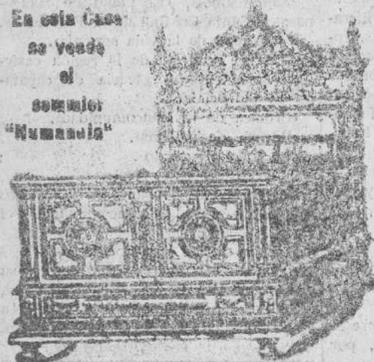 En esta Casa
se vende
el
sommier
"Numancia"